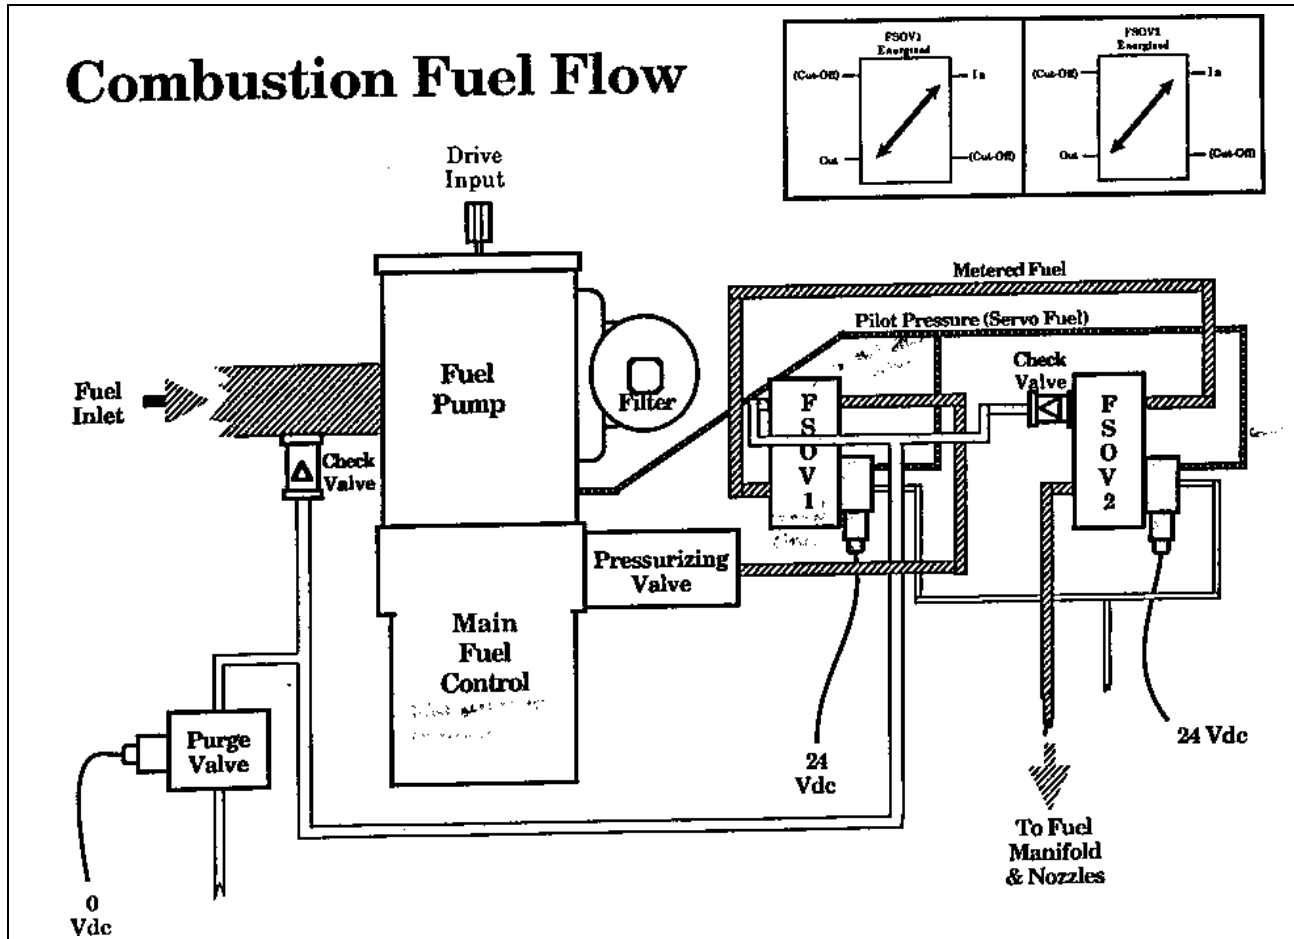 Combustion Fuel Flow
FSOV1
Energized
(Cut-Off)
In
Out
(Cut-Off)
FSOV2
Energized
(Cut-Off)
In
Out
(Cut-Off)
Drive
Input
Metered Fuel
Pilot Pressure (Servo Fuel)
Check
Valve
Fuel
Inlet
Fuel
Pump
Filter
F
S
O
V
1
F
S
O
V
2
Check
Valve
Pressurizing
Valve
Main
Fuel
Control
Purge
Valve
24
Vdc
24 Vdc
To Fuel
Manifold
& Nozzles
0
Vdc